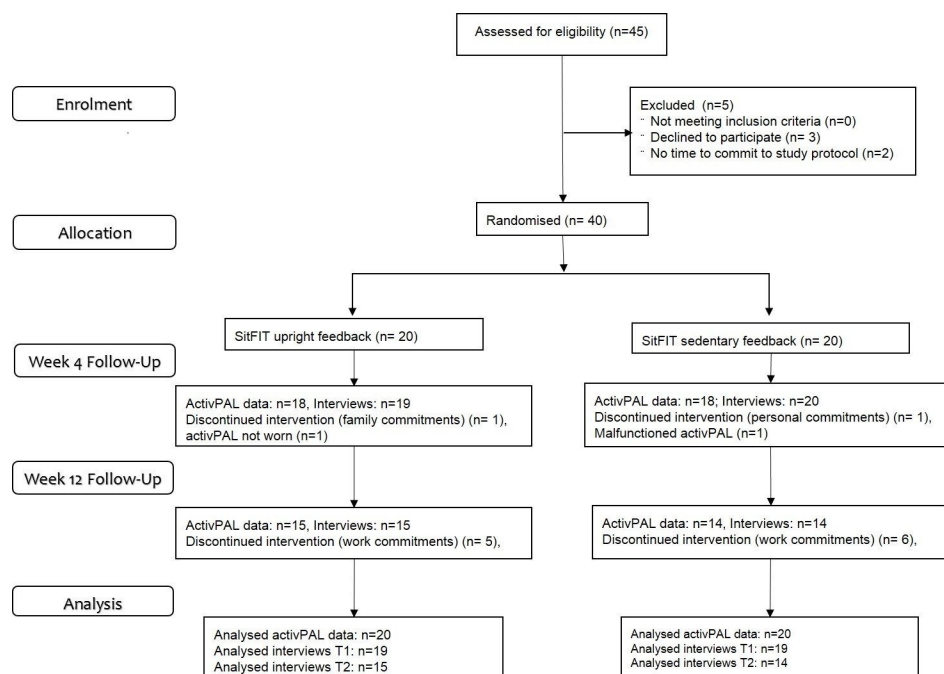 Assessed for eligibility (n=45)
Enrolment
Excluded (n=5)
¨ Not meeting inclusion criteria (n=0)
¨ Declined to participate (n= 3)
¨ No time to commit to study protocol (n=2)
Allocation
Randomised (n= 40)
SitFIT upright feedback (n= 20)
SitFIT sedentary feedback (n= 20)
Week 4 Follow-Up
ActivPAL data: n=18, Interviews: n=19
Discontinued intervention (family commitments) (n= 1),
activPAL not worn (n=1)
ActivPAL data: n=18; Interviews: n=20
Discontinued intervention (personal commitments) (n= 1),
Malfunctioned activPAL (n=1)
Week 12 Follow-Up
ActivPAL data: n=15, Interviews: n=15
Discontinued intervention (work commitments) (n= 5),
ActivPAL data: n=14, Interviews: n=14
Discontinued intervention (work commitments) (n= 6),
Analysis
Analysed activPAL data: n=20
Analysed interviews T1: n=19
Analysed interviews T2: n=15
Analysed activPAL data: n=20
Analysed interviews T1: n=19
Analysed interviews T2: n=14